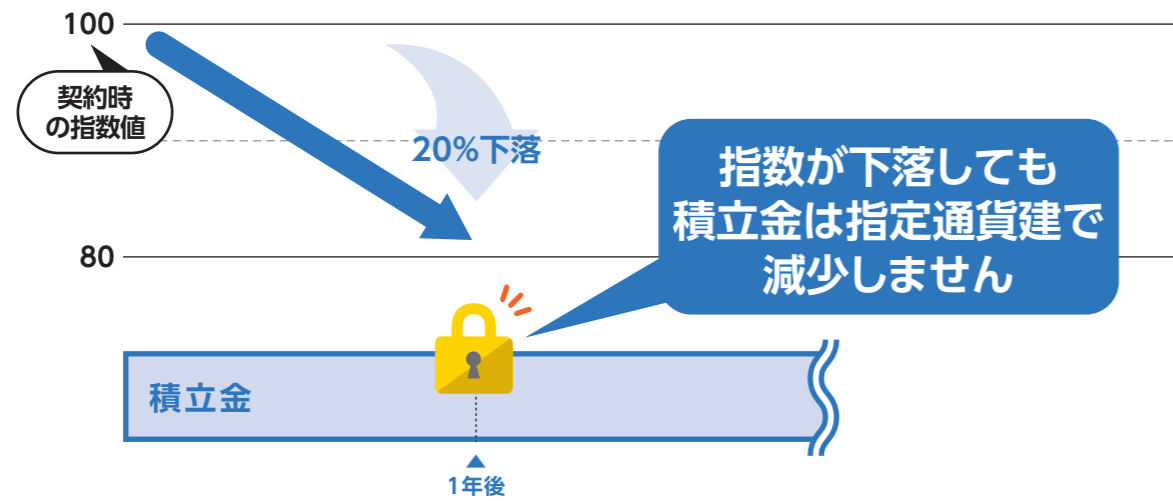 100
契約時
の指数値
20%下落
指数が下落しても
積立金は指定通貨建で
減少しません
80
積立金
1年後